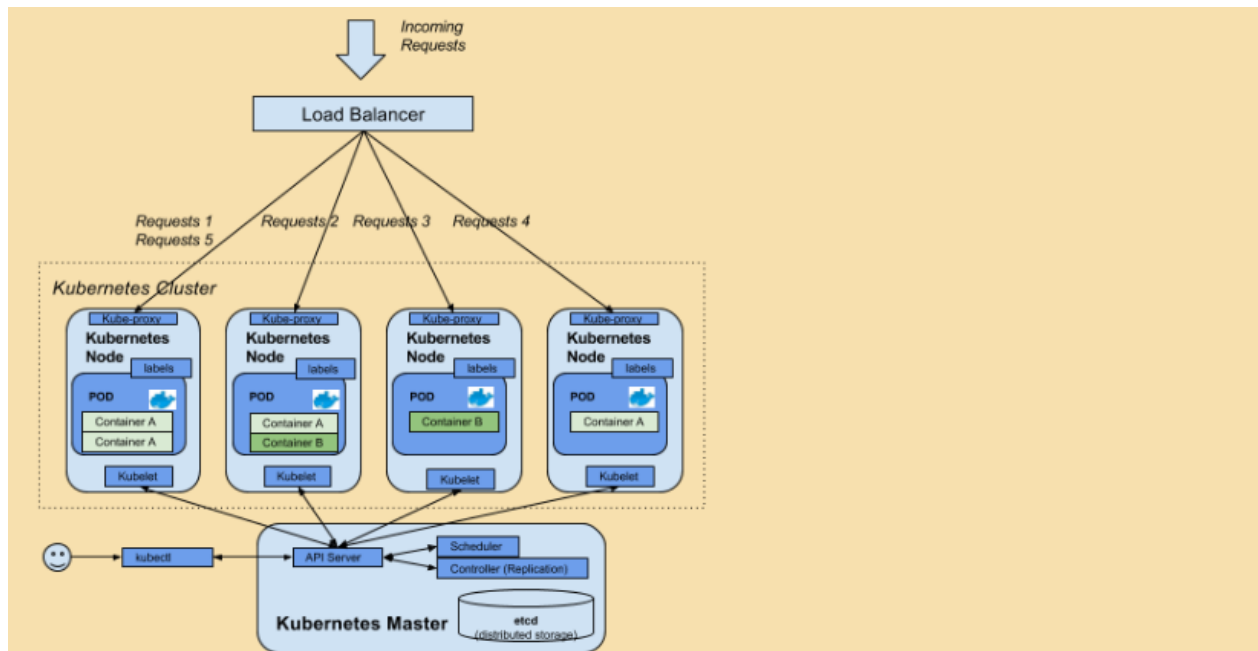 Incoming
Requests
Load Balancer
Requests 1
Requests 5
Requests 2
Requests 3
Requests 4
Kubernetes Cluster
Kube-proxy
Kubernetes
Node
labels
POD
Container A
Container A
Kubelet
Kube-proxy
Kubernetes
Node
labels
POD
Container A
Container B
Kubelet
Kube-proxy
Kubernetes
Node
labels
POD
Container B
Kubelet
Kube-proxy
Kubernetes
Node
labels
POD
Container A
Kubelet
kubectl
API Server
Scheduler
Controller (Replication)
Kubernetes Master
etcd
(distributed storage)